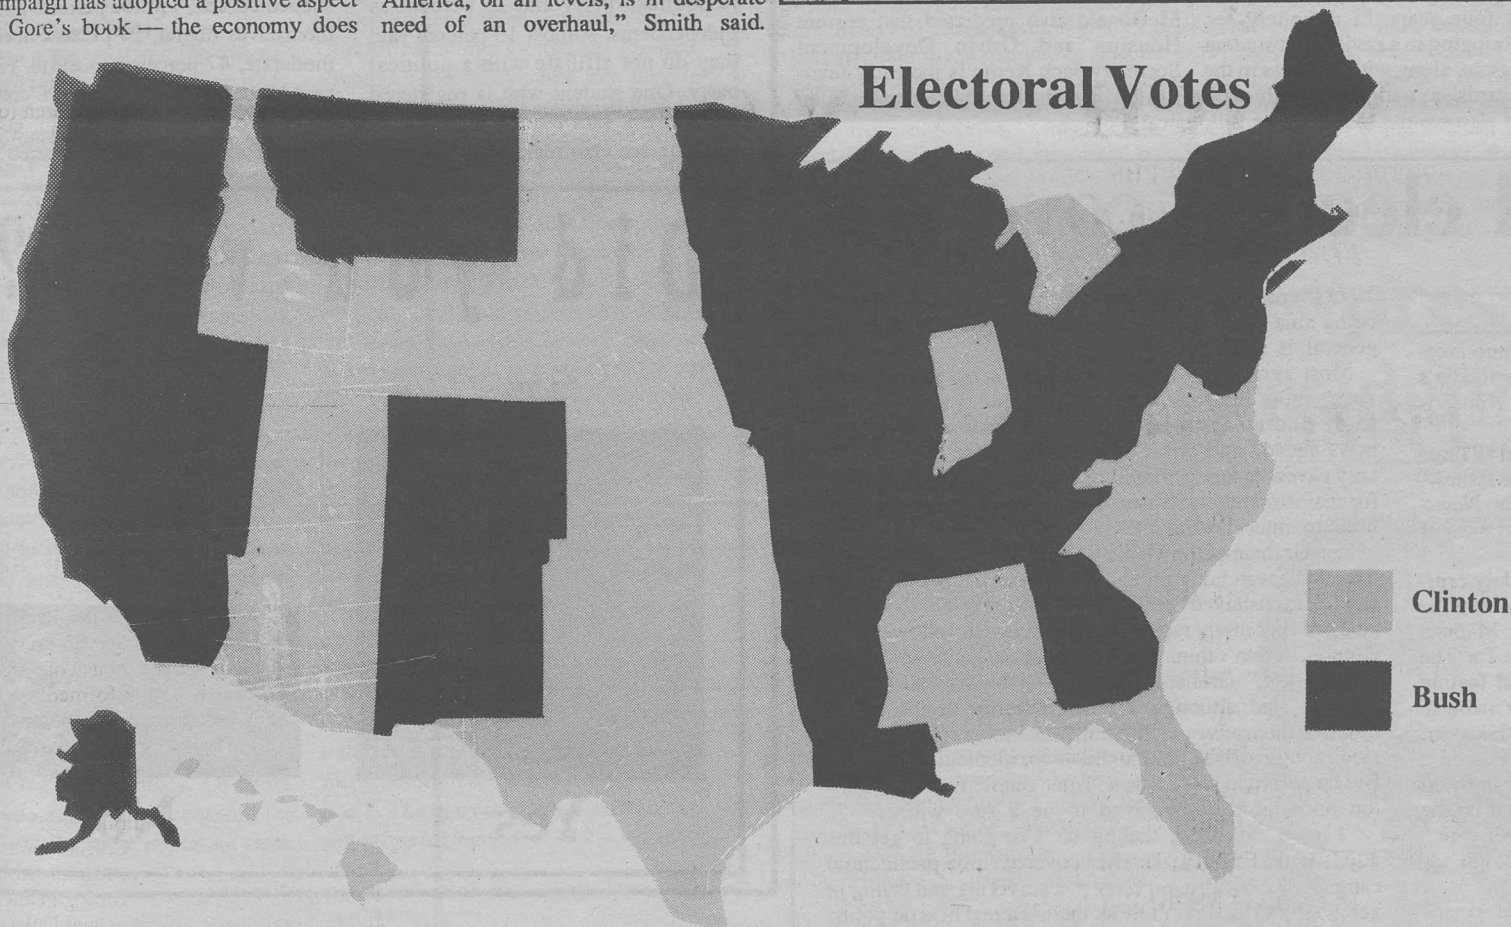 campaign has adopted a positive aspect
Gore's book — the economy does
America, on all levels, is in desperate
need of an overhaul," Smith said.
Electoral Votes
Clinton
Bush